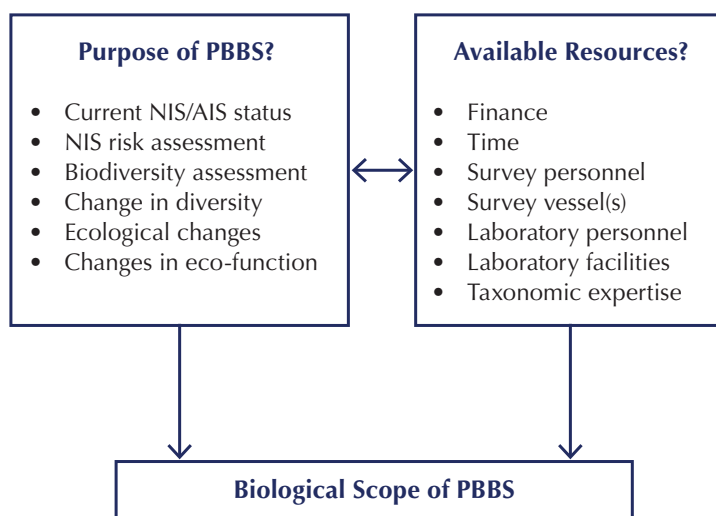 Purpose of PBBS?
• Current NIS/AIS status
• NIS risk assessment
• Biodiversity assessment
• Change in diversity
• Ecological changes
• Changes in eco-function
Available Resources?
• Finance
• Time
• Survey personnel
• Survey vessel(s)
• Laboratory personnel
• Laboratory facilities
• Taxonomic expertise
Biological Scope of PBBS